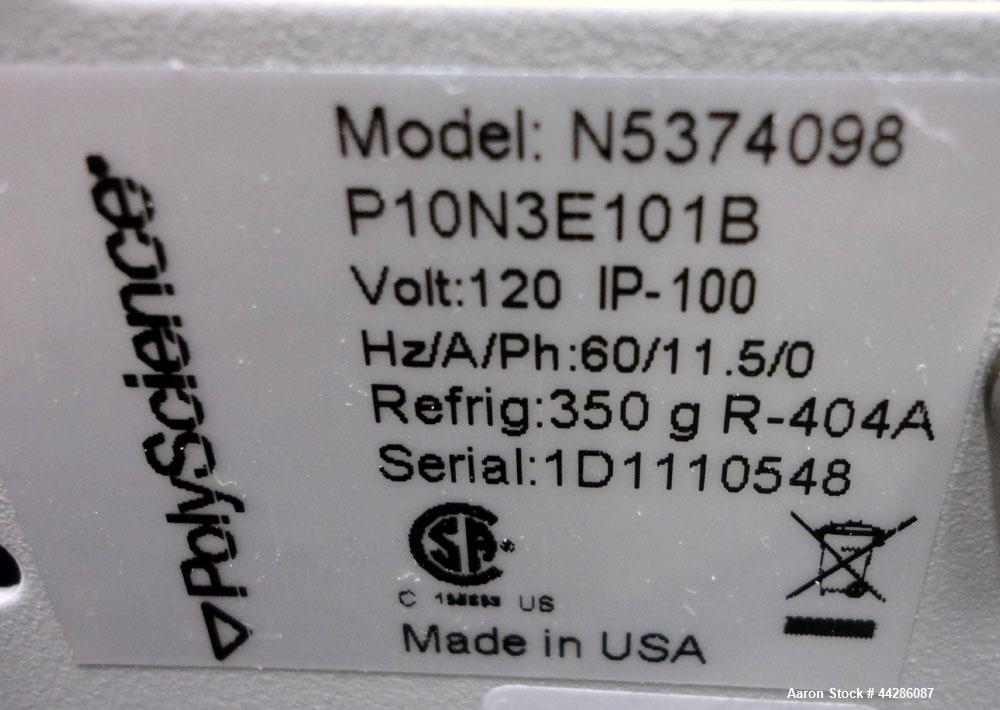 PolyScience
Model: N5374098
P10N3E101B
Volt:120 IP-100
Hz/A/Ph:60/11.5/0
Refrig:350 g R-404A
Serial:1D1110548
C US
Made in USA
Aaron Stock # 44286087